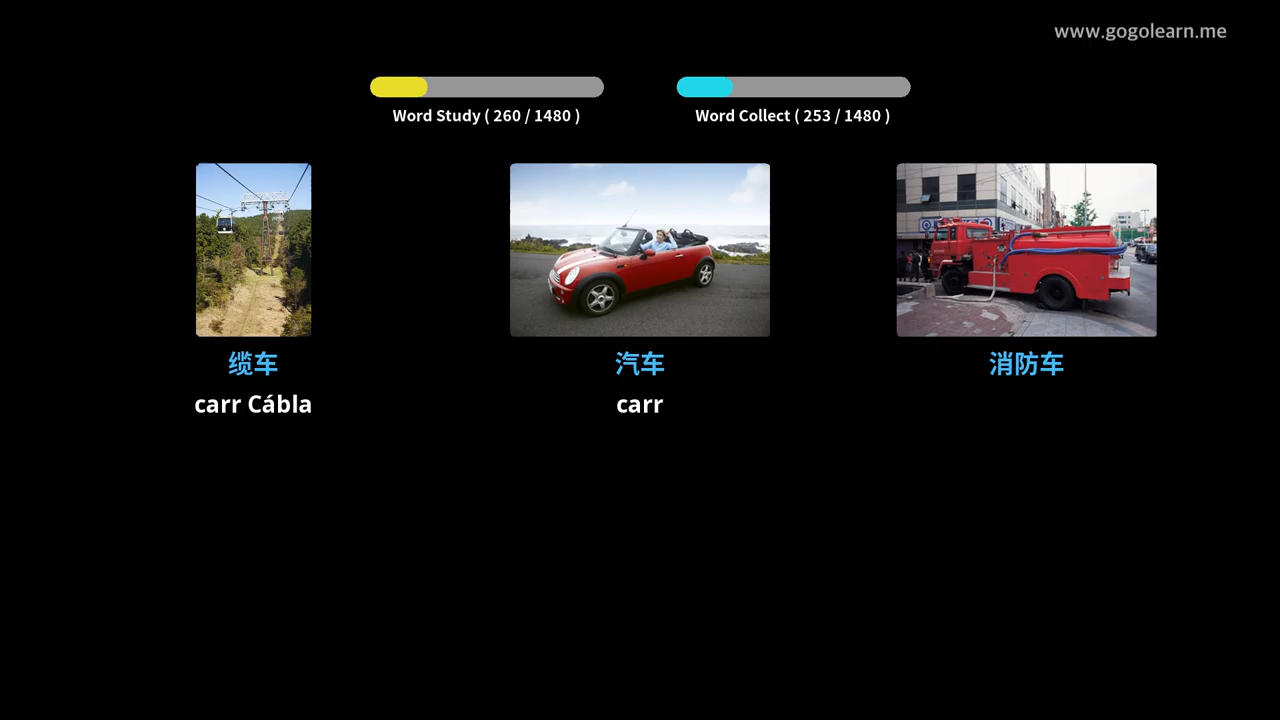 www.gogolearn.me
Word Study ( 260 / 1480 )
Word Collect ( 253 / 1480 )
缆车
汽车
消防车
carr Cábla
carr